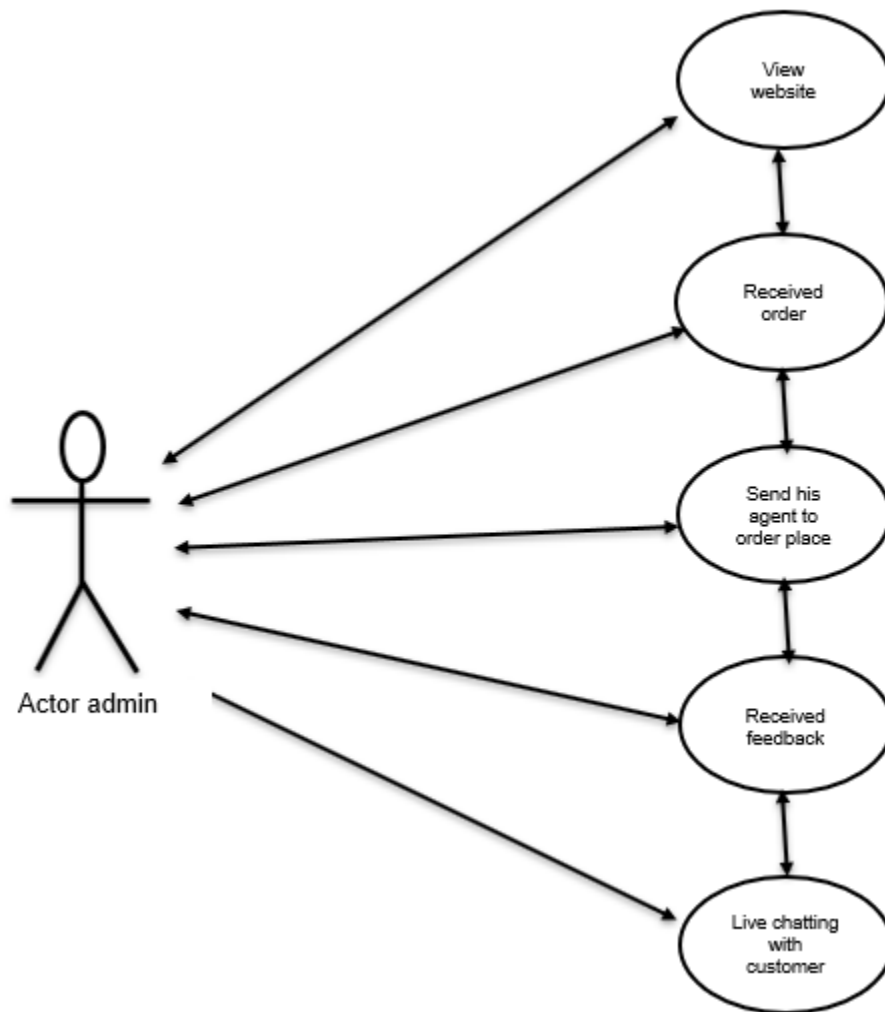 View
website
Received
order
Send his
agent to
order place
Actor admin
Received
feedback
Live chatting
with
customer